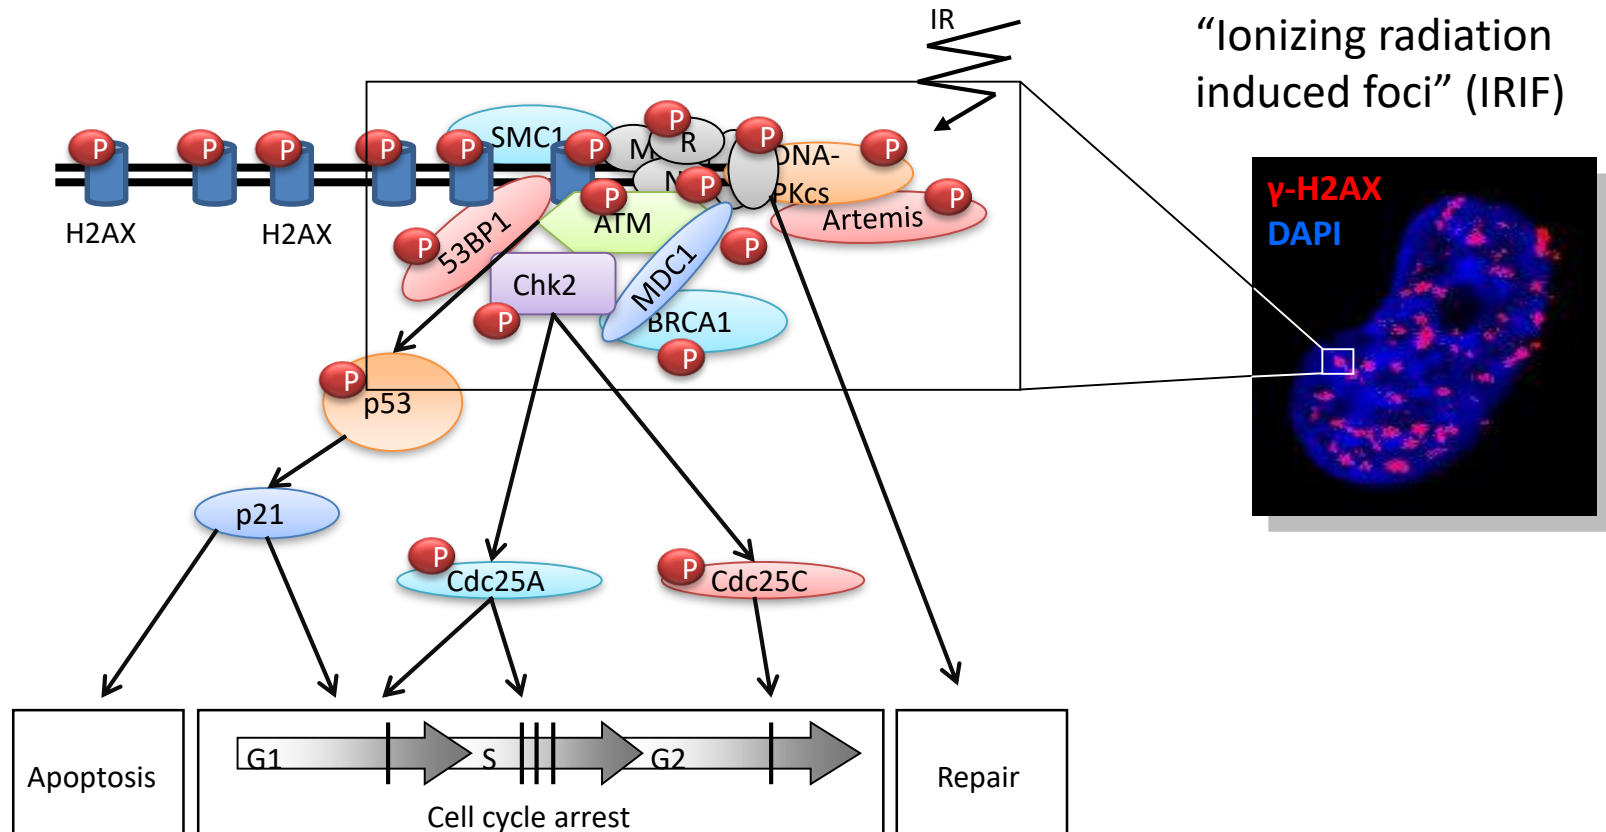 IR
“Ionizing radiation
induced foci” (IRIF)
P P P P P P P P P
SMC1
M R
N
DNA-
PKcs
P
Artemis
P
H2AX
H2AX
P
P
ATM
53BP1
P
P
MDC1
Chk2
P
BRCA1
P
γ-H2AX
DAPI
P
p53
p21
P
Cdc25A
P
Cdc25C
Apoptosis
G1
S
G2
Cell cycle arrest
Repair